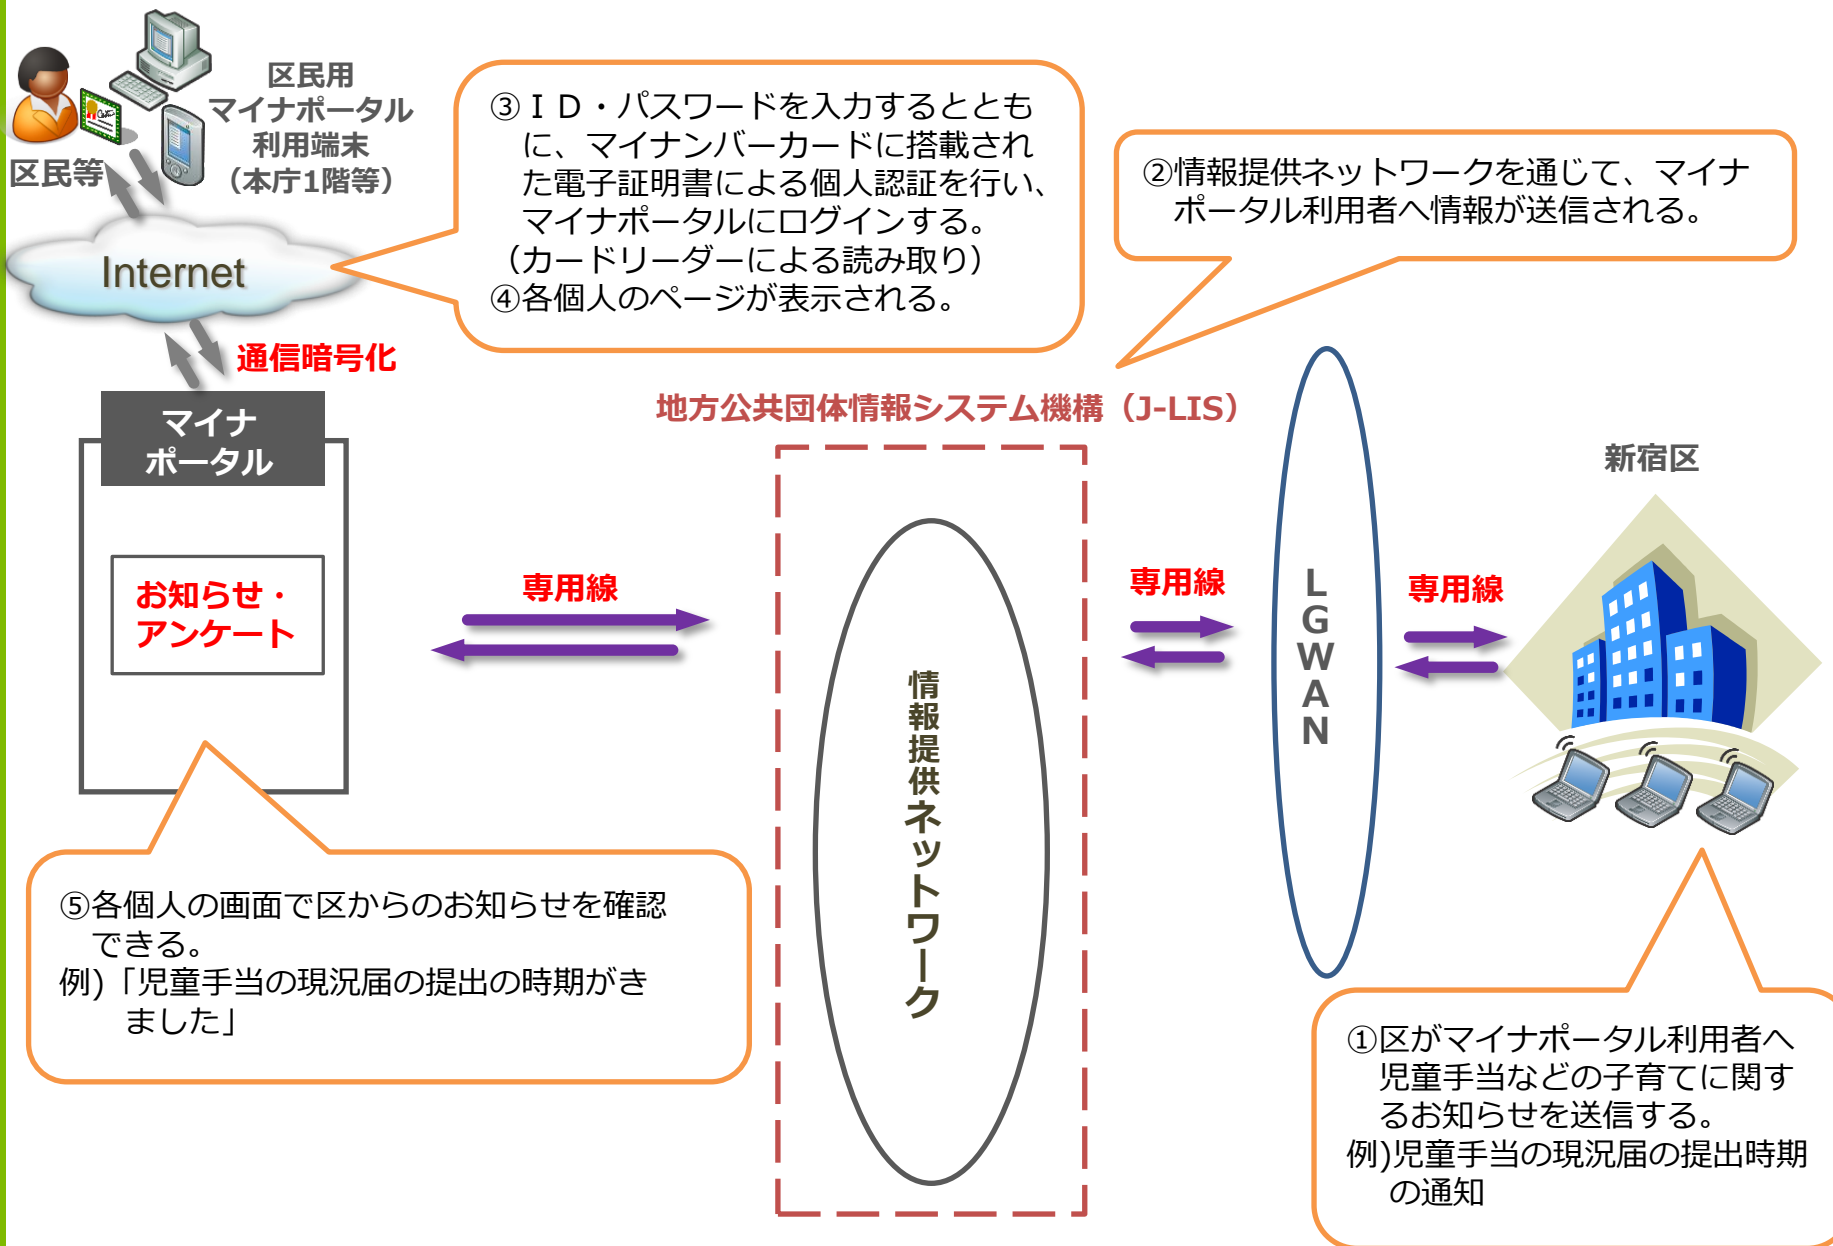 区民用
マイナポータル
利用端末
（本庁1階等）
区民等
Internet
通信暗号化
③ＩＤ・パスワードを入力するととも
に、マイナンバーカードに搭載され
た電子証明書による個人認証を行い、
マイナポータルにログインする。
（カードリーダーによる読み取り）
④各個人のページが表示される。
②情報提供ネットワークを通じて、マイナ
ポータル利用者へ情報が送信される。
マイナ
ポータル
お知らせ・
アンケート
専用線
地方公共団体情報システム機構（J-LIS）
情報提供ネットワーク
専用線
LGWAN
専用線
新宿区
⑤各個人の画面で区からのお知らせを確認
できる。
例)「児童手当の現況届の提出の時期がき
ました」
①区がマイナポータル利用者へ
児童手当などの子育てに関す
るお知らせを送信する。
例)児童手当の現況届の提出時期
の通知